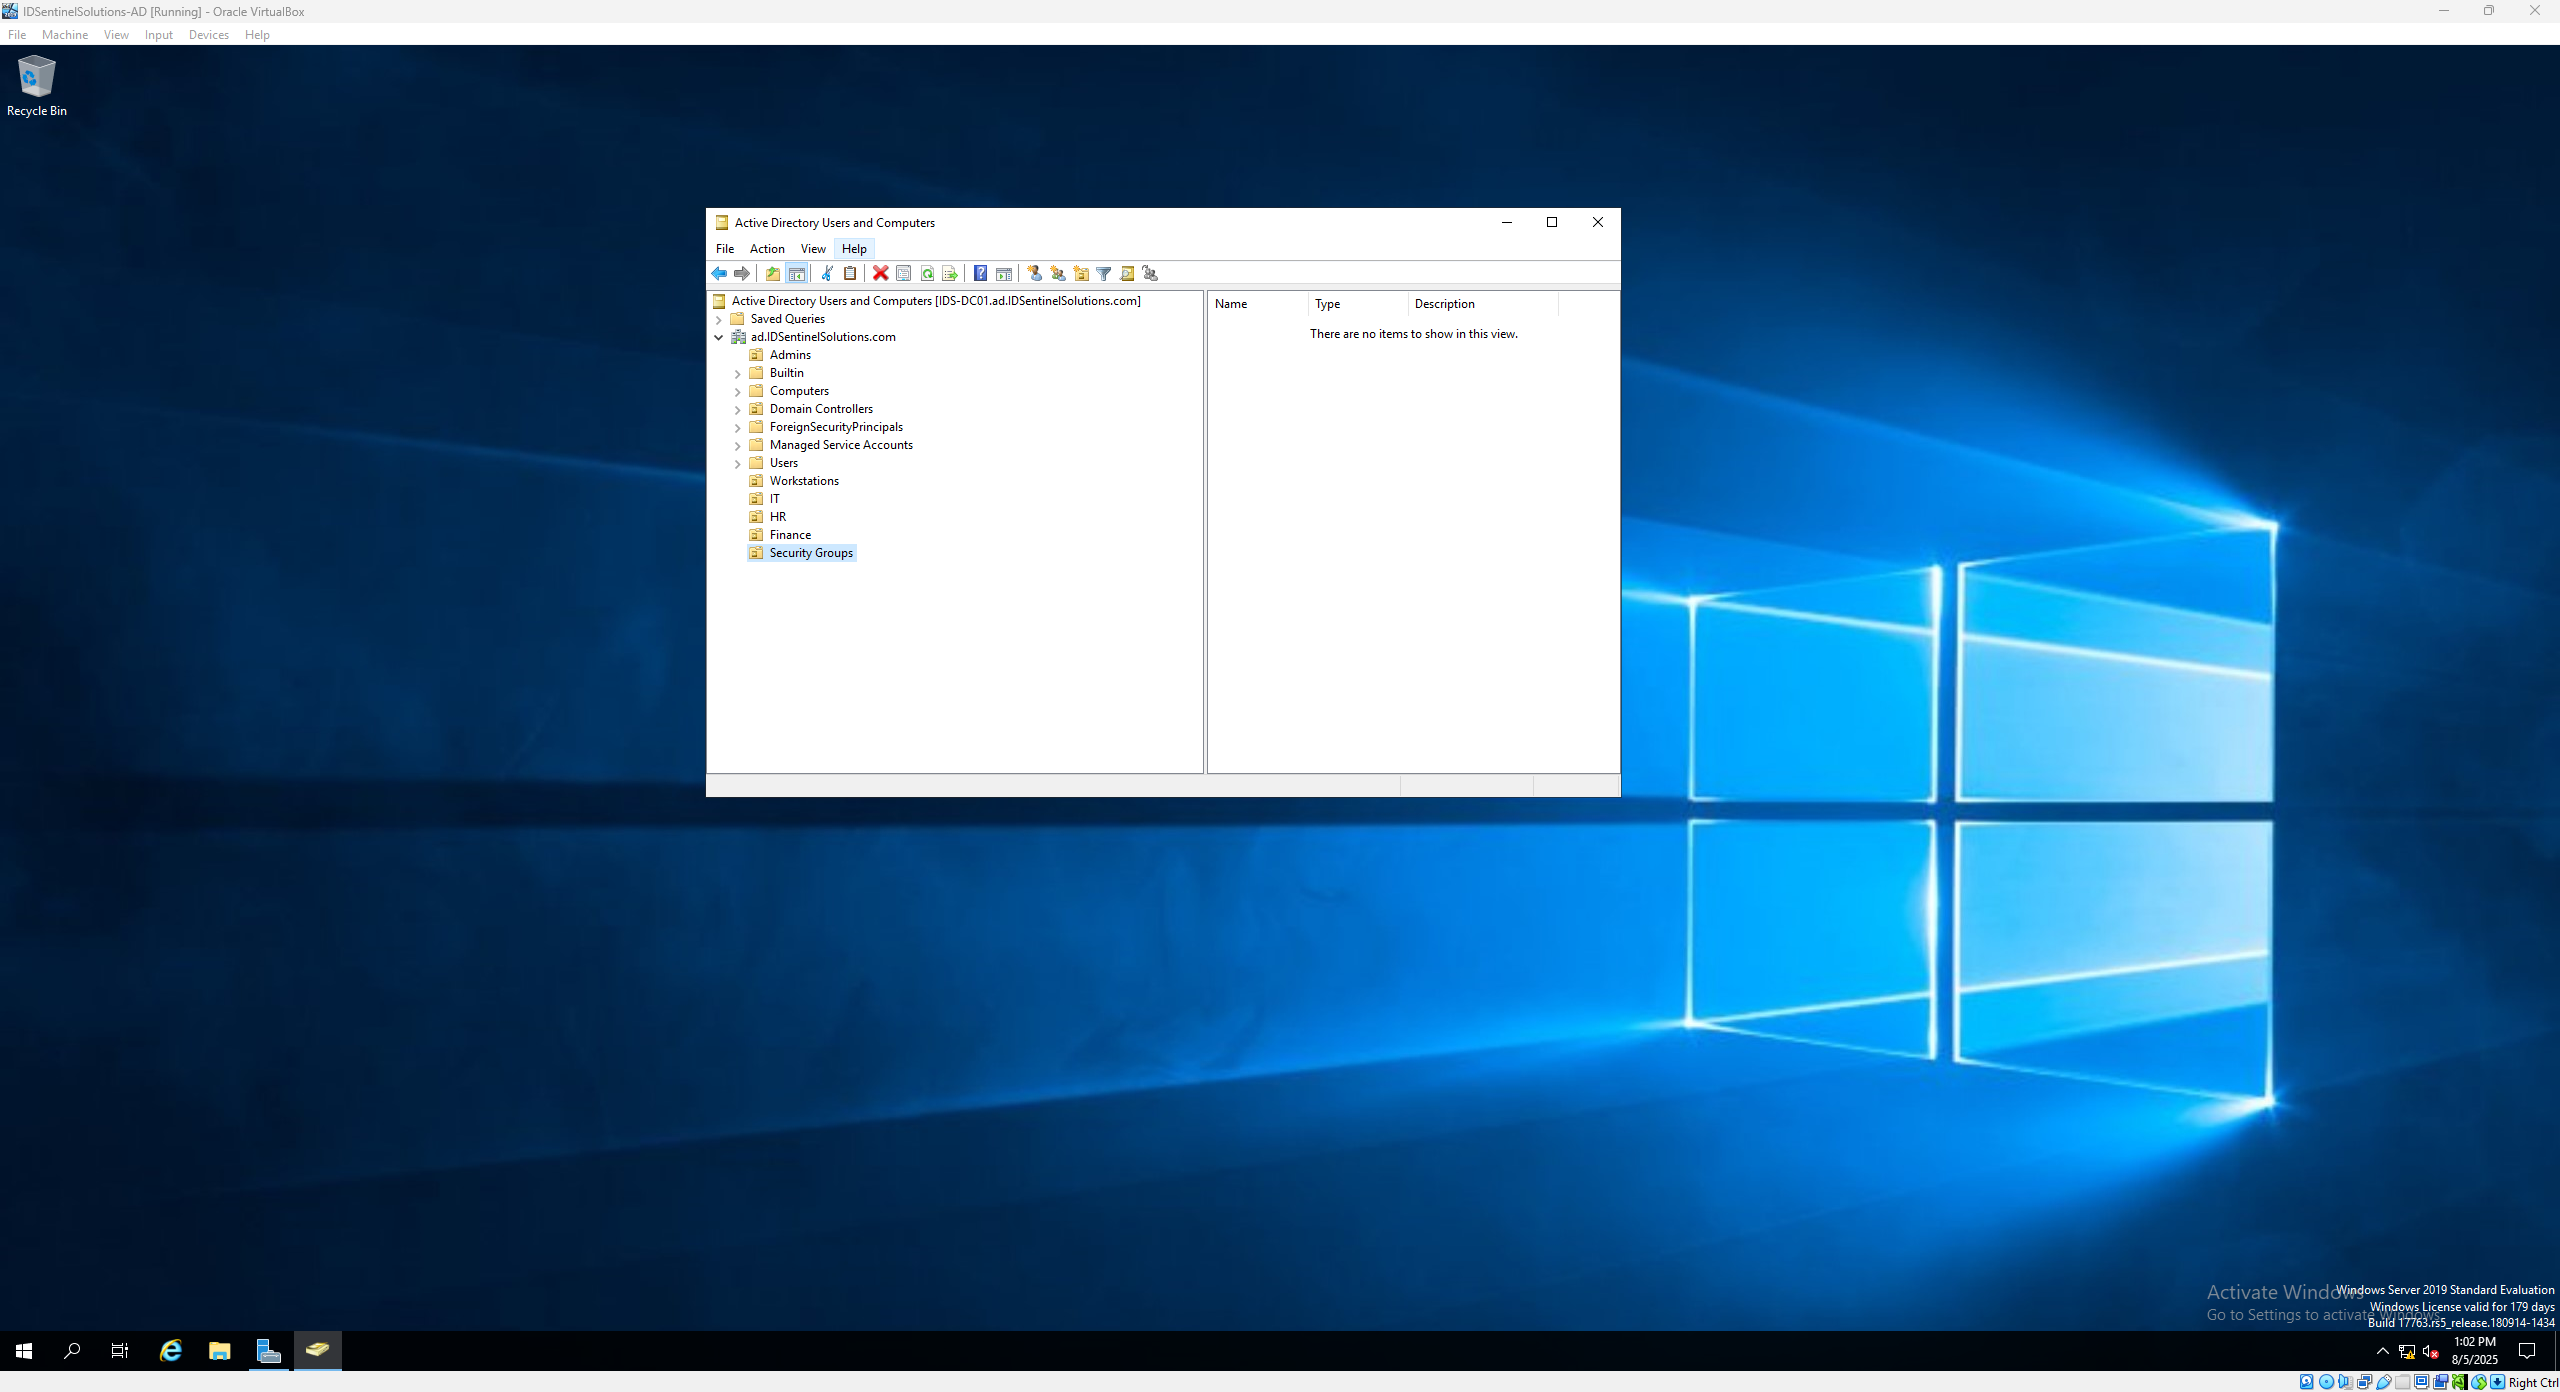 IDSentinelSolutions-AD [Running] - Oracle VirtualBox
File Machine View Input Devices Help
Recycle Bin
Active Directory Users and Computers
File Action View Help
Active Directory Users and Computers [IDS-DC01.ad.IDSentinelSolutions.com]
Saved Queries
ad.IDSentinelSolutions.com
Admins
Builtin
Computers
Domain Controllers
ForeignSecurityPrincipals
Managed Service Accounts
Users
Workstations
IT
HR
Finance
Security Groups
Name Type Description
There are no items to show in this view.
Activate Windows
Go to Settings to activate Windows.
Windows Server 2019 Standard Evaluation
Windows License valid for 179 days
Build 17763.rs5_release.180914-1434
1:02 PM
8/5/2025
Right Ctrl